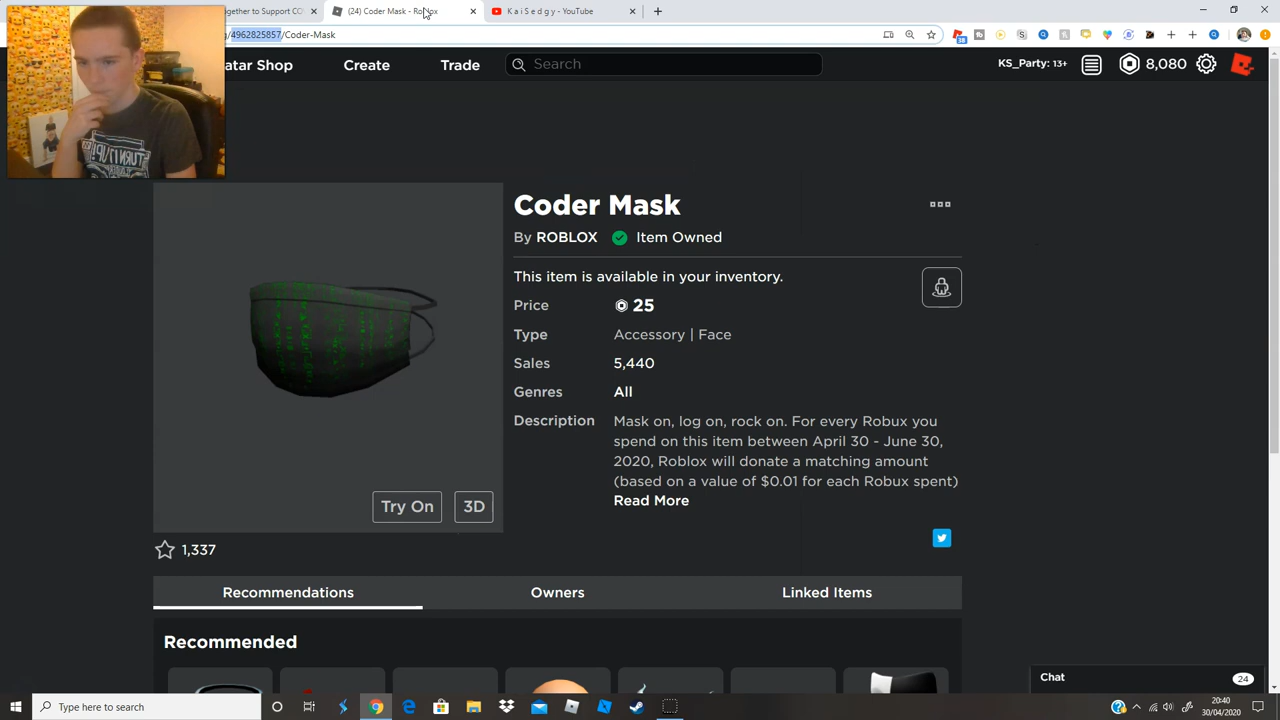 ogether to Support CC
(24) Coder Mask - Roblox
K a i S e d g y - YouTube
g/4962825857/Coder-Mask
38
atar Shop
Create
Trade
Search
KS_Party: 13+
8,080
Coder Mask
By ROBLOX
Item Owned
This item is available in your inventory.
Price
25
Type
Accessory | Face
Sales
5,440
Genres
All
Description
Mask on, log on, rock on. For every Robux you
spend on this item between April 30 - June 30,
2020, Roblox will donate a matching amount
(based on a value of $0.01 for each Robux spent)
Read More
Try On
3D
1,337
Recommendations
Owners
Linked Items
Recommended
Chat
24
Type here to search
20:40
30/04/2020